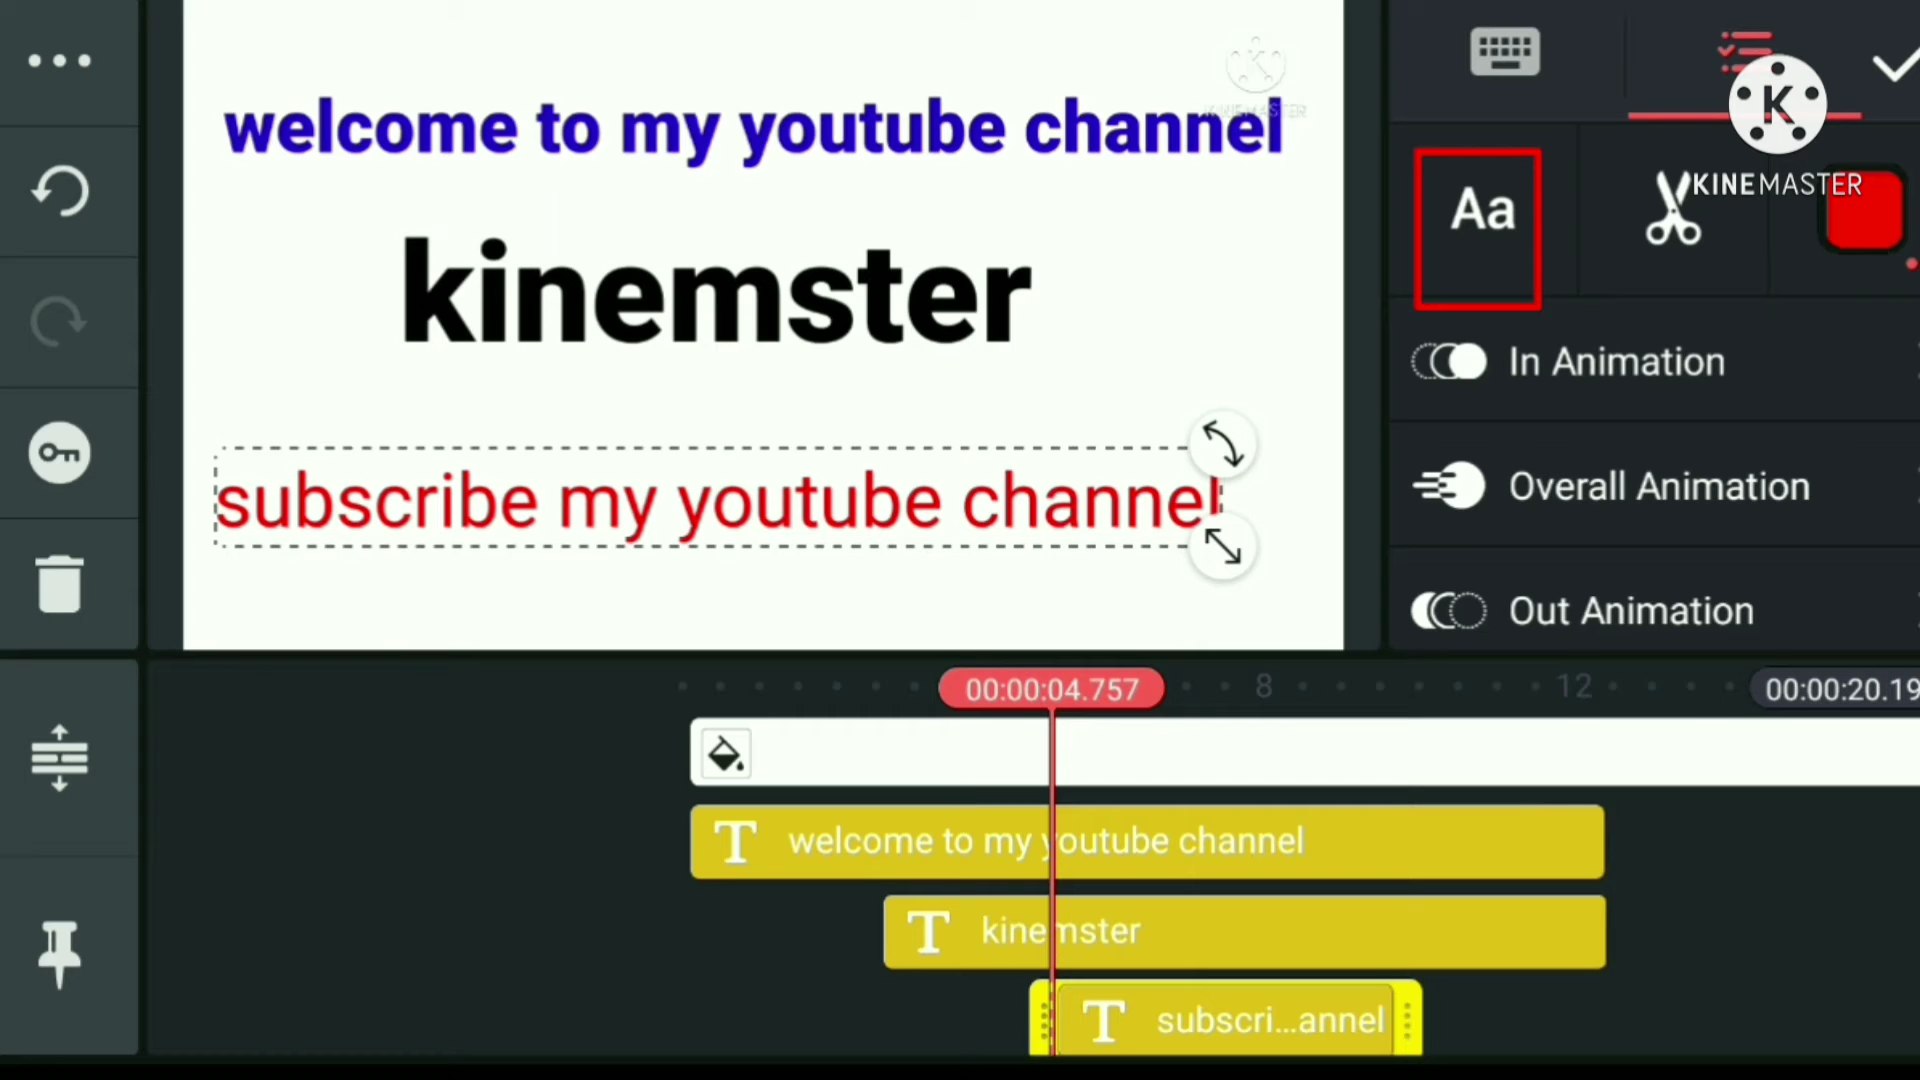 KINEMASTER
welcome to my youtube channel
kinemster
subscribe my youtube channel
KINEMASTER
Aa
In Animation
Overall Animation
Out Animation
00:00:04.757
8
12
00:00:20.19
welcome to my youtube channel
kinemster
subscri...annel